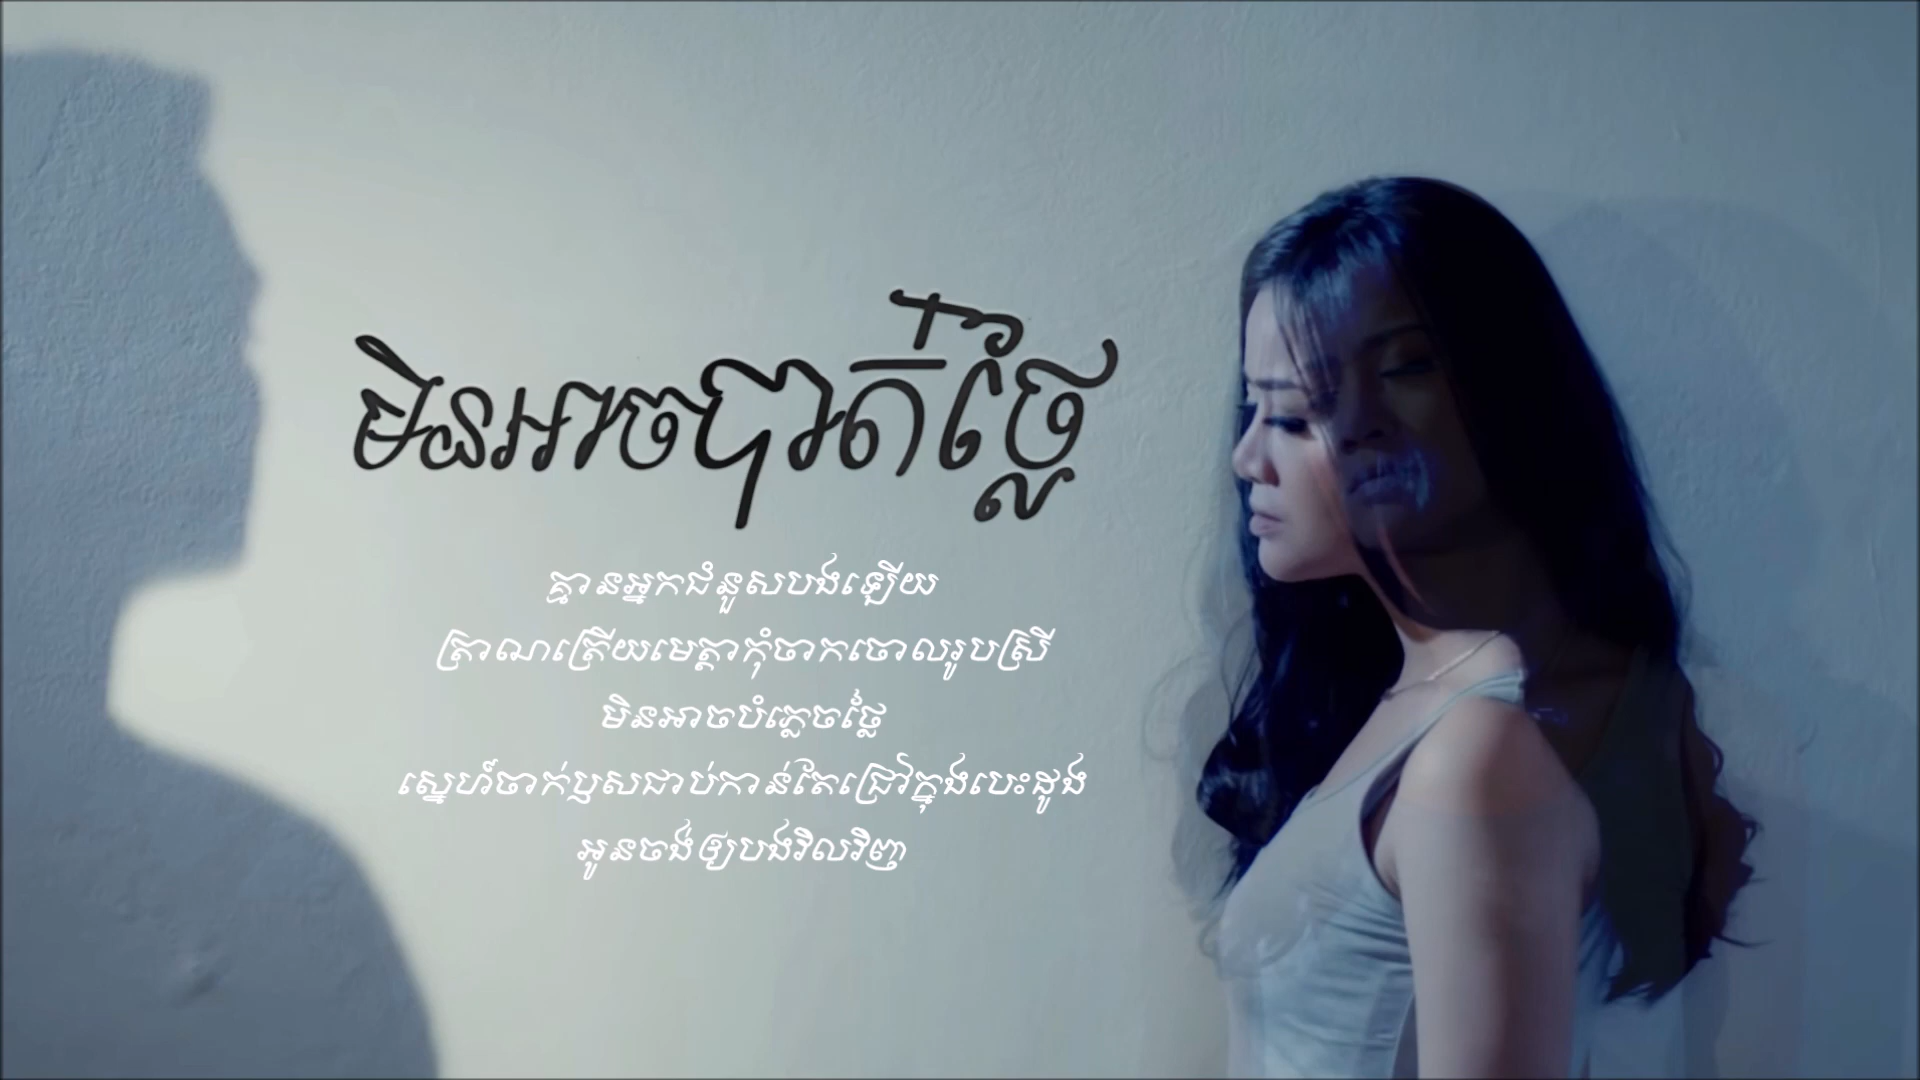 មិនអាចបាត់ថ្លៃ
គ្មានអ្នកជំនួសបងឡើយ
ត្រាណត្រើយមេត្តាកុំចាកចោលរូបស្រី
មិនអាចបំភ្លេចថ្លៃ
ស្នេហ៍ចាក់ឫសជាប់កាន់តែជ្រៅក្នុងបេះដូង
អូនចង់ឲ្យបងវិលវិញ